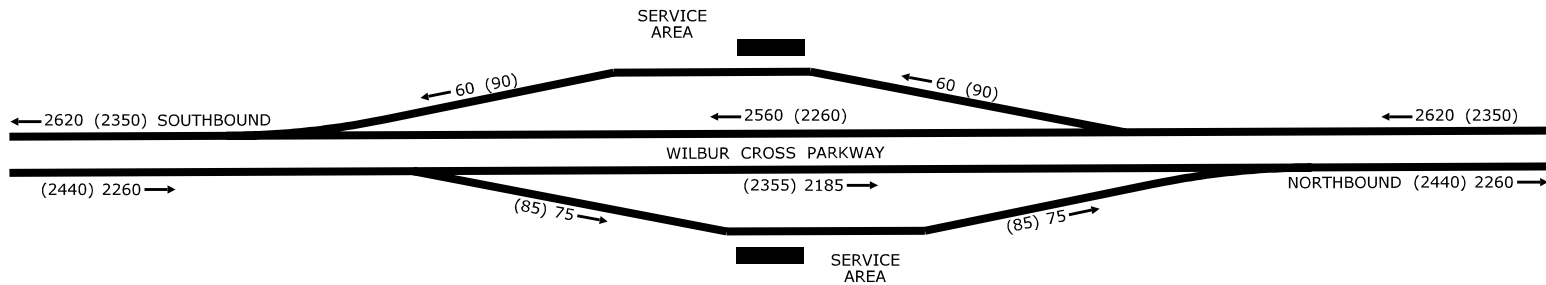 SERVICE
AREA
60 (90)
60 (90)
2620 (2350) SOUTHBOUND
2560 (2260)
2620 (2350)
WILBUR CROSS PARKWAY
(2440) 2260
(2355) 2185
NORTHBOUND (2440) 2260
(85) 75
(85) 75
SERVICE
AREA